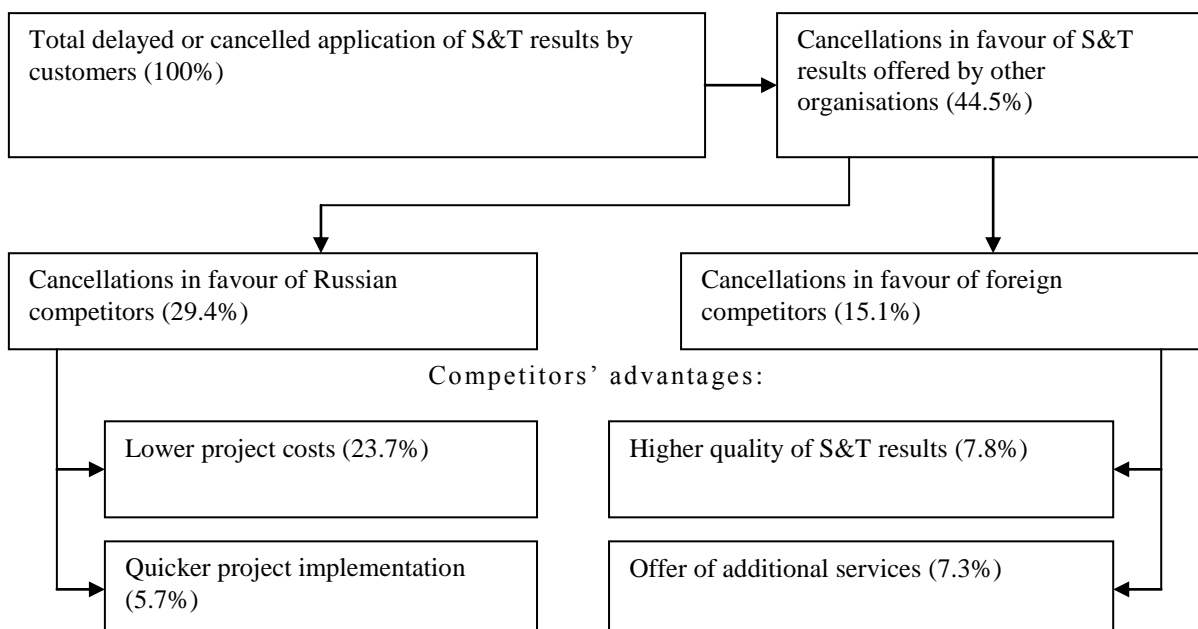 Total delayed or cancelled application of S&T results by
customers (100%)
Cancellations in favour of S&T
results offered by other
organisations (44.5%)
Cancellations in favour of Russian
competitors (29.4%)
Cancellations in favour of foreign
competitors (15.1%)
Competitors’ advantages:
Lower project costs (23.7%)
Higher quality of S&T results (7.8%)
Quicker project implementation
(5.7%)
Offer of additional services (7.3%)